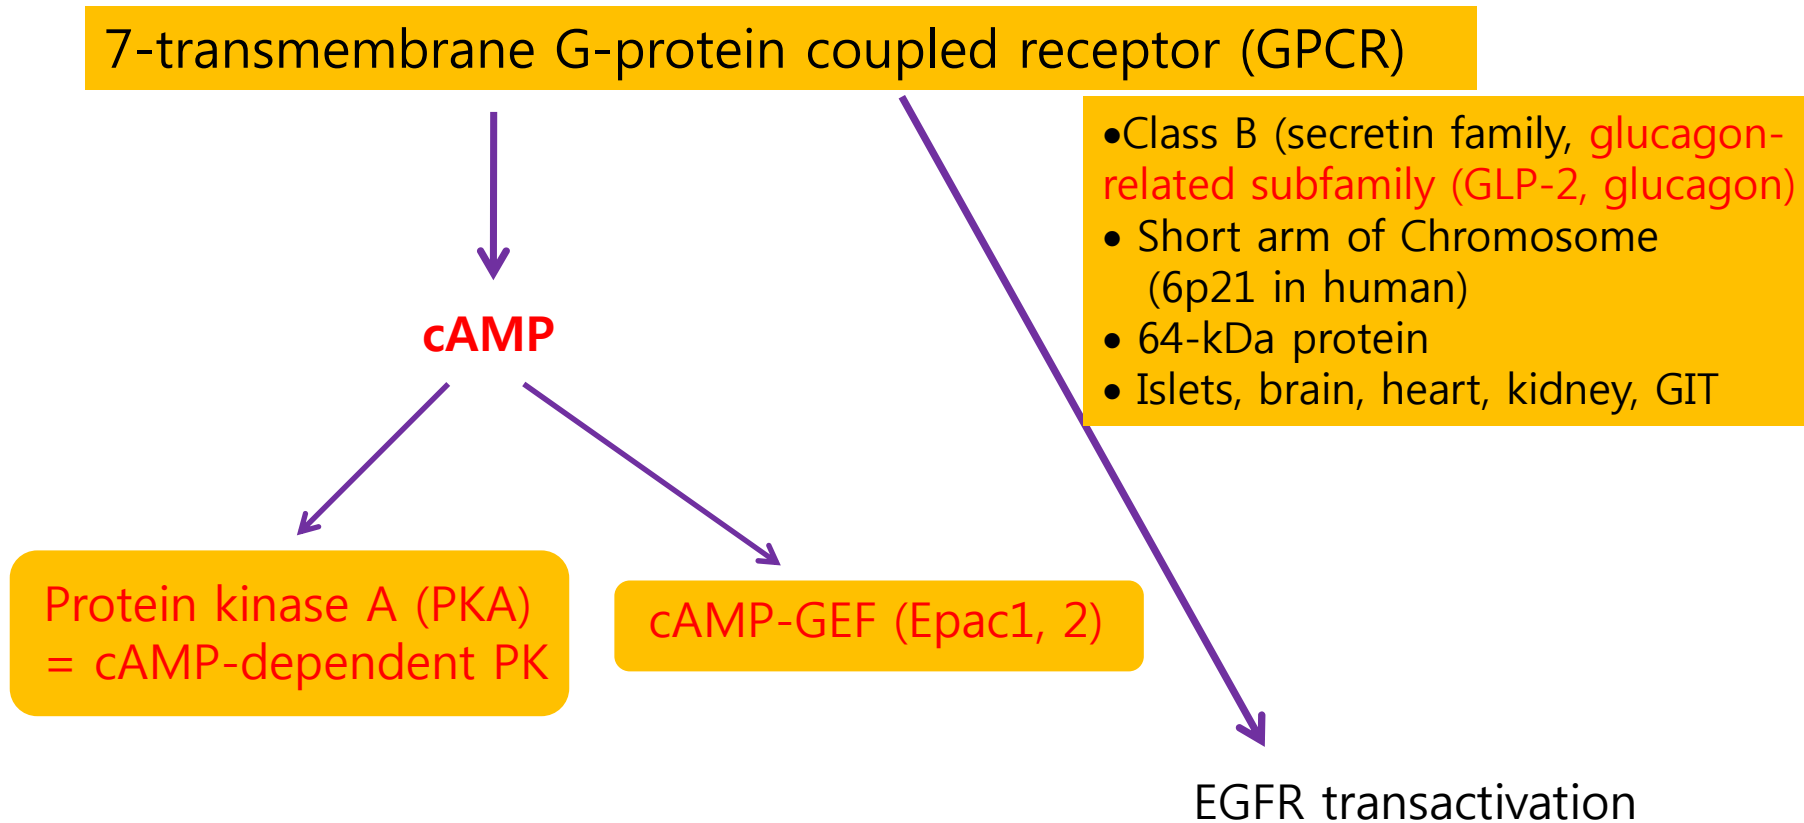 7-transmembrane G-protein coupled receptor (GPCR)
•Class B (secretin family, glucagon-
related subfamily (GLP-2, glucagon)
• Short arm of Chromosome
(6p21 in human)
• 64-kDa protein
• Islets, brain, heart, kidney, GIT
cAMP
Protein kinase A (PKA)
= cAMP-dependent PK
cAMP-GEF (Epac1, 2)
EGFR transactivation